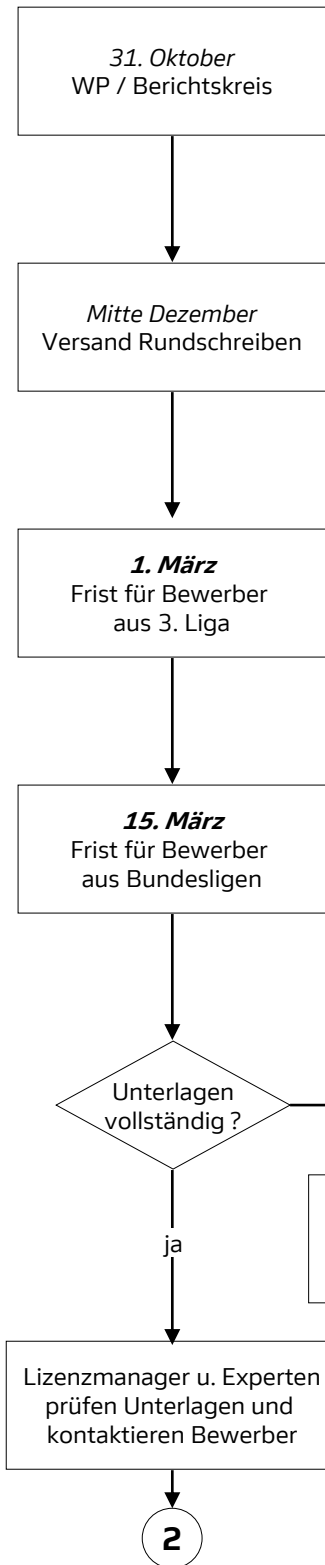 31. Oktober
WP / Berichtskreis
Mitte Dezember
Versand Rundschreiben
1. März
Frist für Bewerber
aus 3. Liga
15. März
Frist für Bewerber
aus Bundesligen
Unterlagen
vollständig ?
ja
Lizenzmanager u. Experten
prüfen Unterlagen und
kontaktieren Bewerber
2